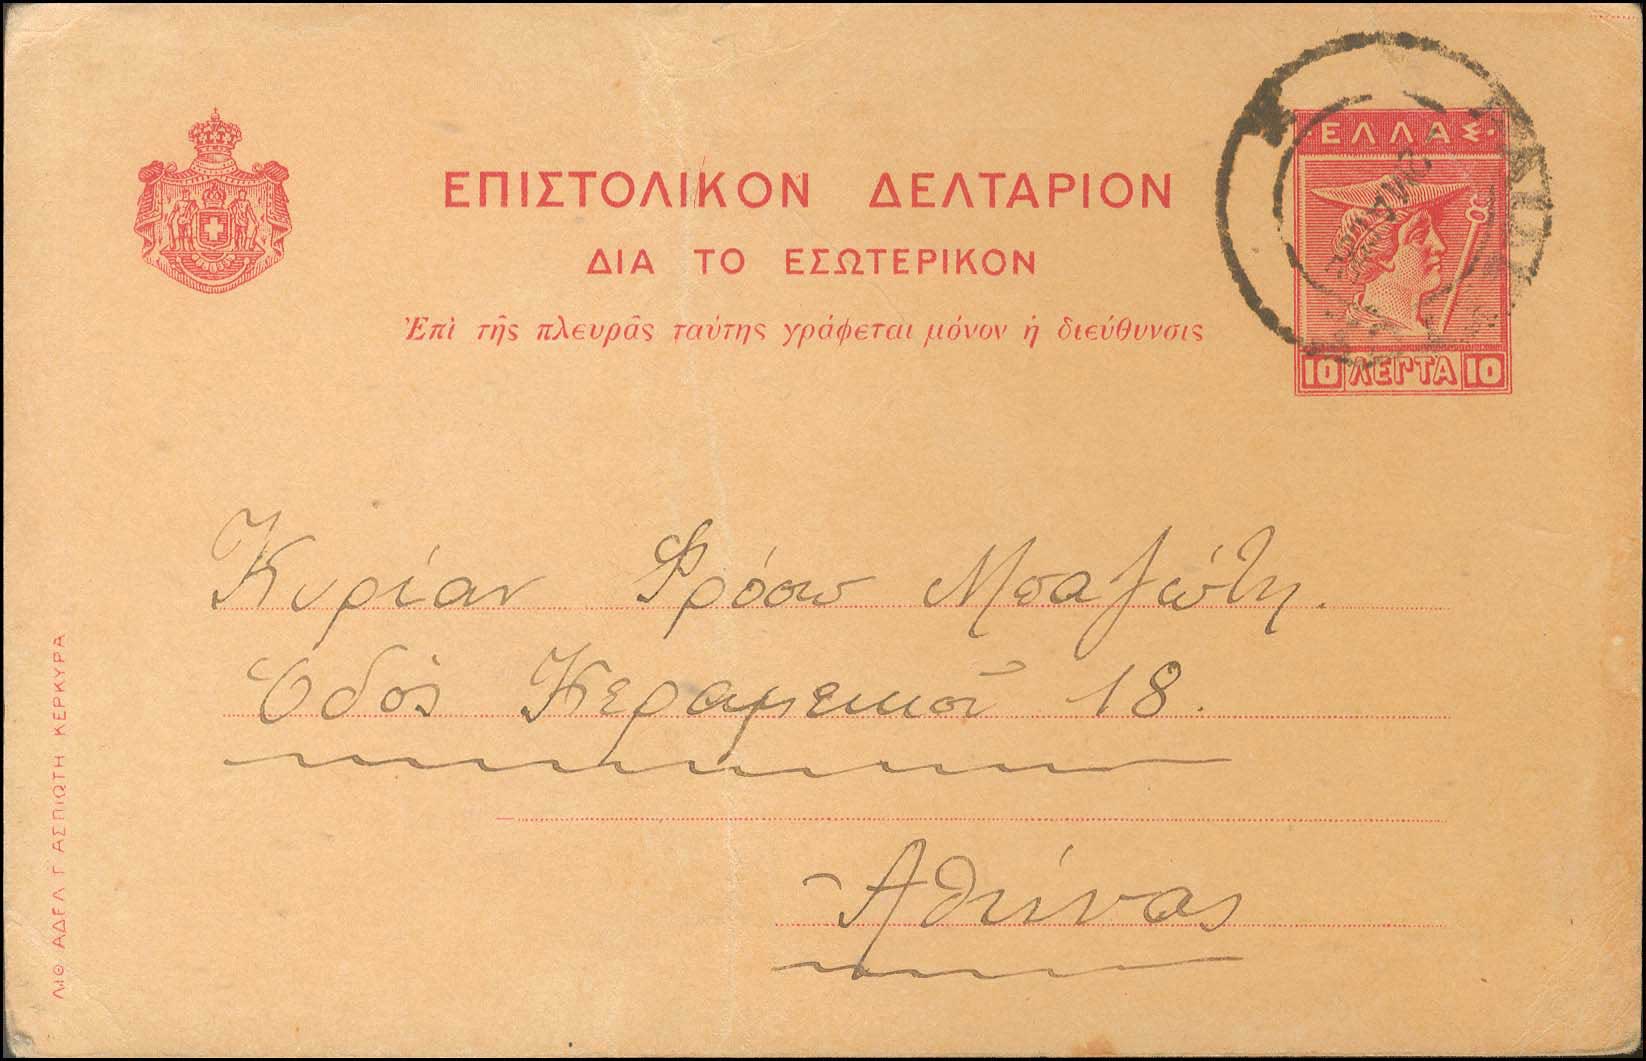 ΕΠΙΣΤΟΛΙΚΟΝ ΔΕΛΤΑΡΙΟΝ
ΔΙΑ ΤΟ ΕΣΩΤΕΡΙΚΟΝ
Ἐπὶ τῆς πλευρᾶς ταύτης γράφεται μόνον ἡ διεύθυνσις
·ΕΛΛΑΣ·
10 ΛΕΠΤΑ 10
Κυρίαν Φρόσω Μπαζώτη.
Ὁδὸς Κεραμεικοῦ 18.
Ἀθήνας
ΛΙΘ. ΑΔΕΛ. Γ. ΑΣΠΙΩΤΗ ΚΕΡΚΥΡΑ